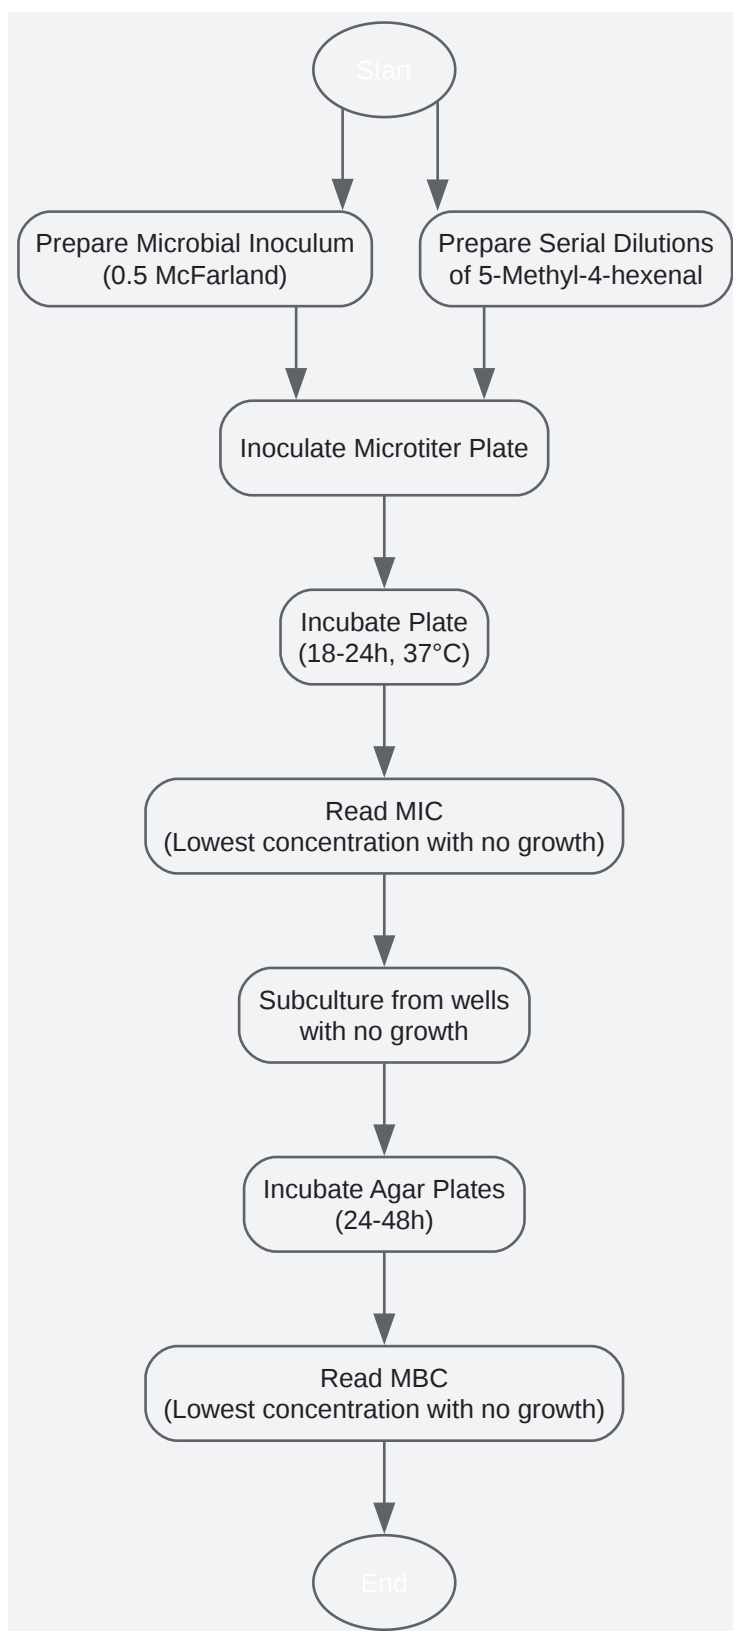 Start
Prepare Microbial Inoculum
(0.5 McFarland)
Prepare Serial Dilutions
of 5-Methyl-4-hexenal
Inoculate Microtiter Plate
Incubate Plate
(18-24h, 37°C)
Read MIC
(Lowest concentration with no growth)
Subculture from wells
with no growth
Incubate Agar Plates
(24-48h)
Read MBC
(Lowest concentration with no growth)
End